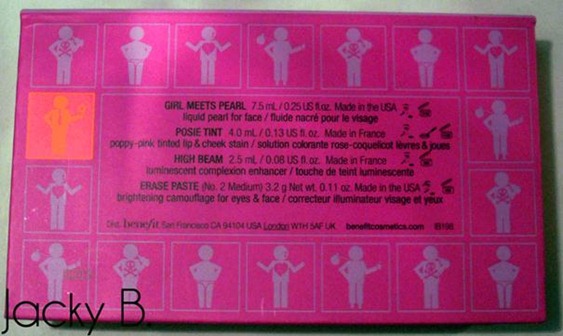 GIRL MEETS PEARL 7.5 mL / 0.25 US fl.oz. Made in the USA
liquid pearl for face / fluide nacré pour le visage
POSIE TINT 4.0 mL / 0.13 US fl. oz. Made in France
poppy-pink tinted lip & cheek stain / solution colorante rose-coquelicot lèvres & joues
HIGH BEAM 2.5 mL / 0.08 US fl. oz. Made in France
luminescent complexion enhancer / touche de teint luminescente
ERASE PASTE (No. 2 Medium) 3.2 g Net wt. 0.11 oz. Made in the USA
brightening camouflage for eyes & face / correcteur illuminateur visage et yeux
Dist. benefit San Francisco CA 94104 USA London W1H 5AF UK benefitcosmetics.com
Jacky B.